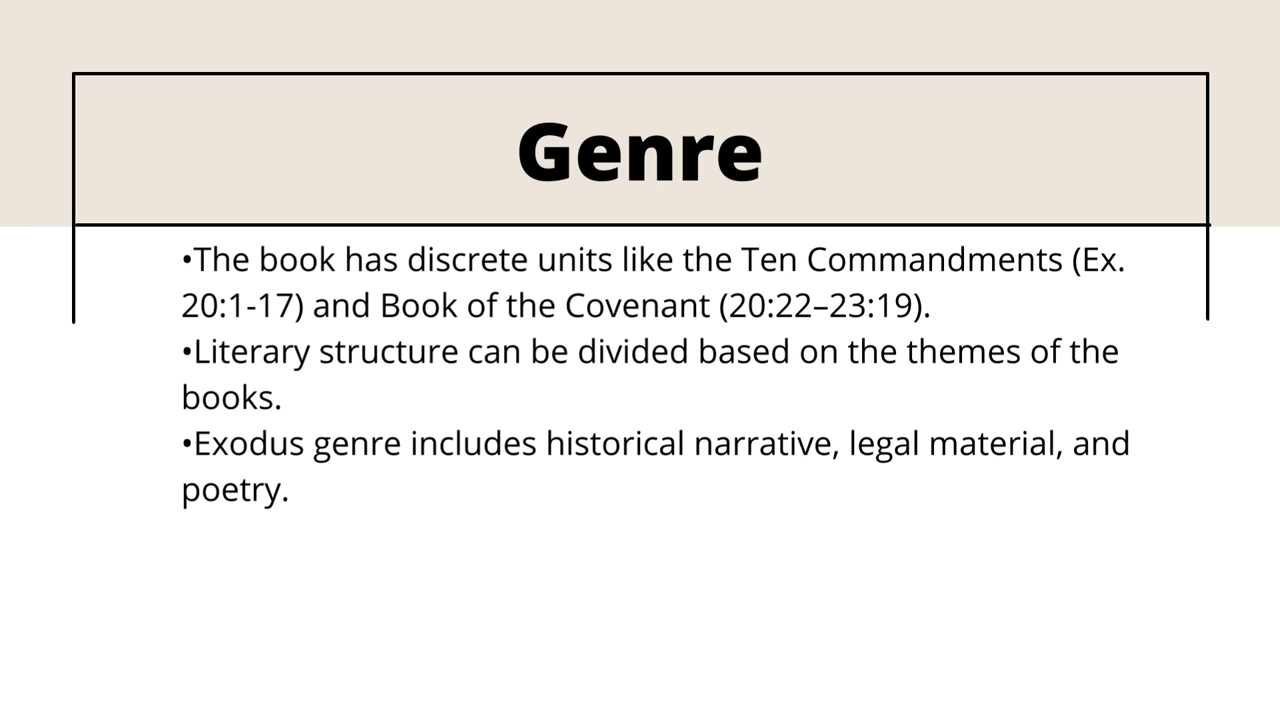 Genre
•The book has discrete units like the Ten Commandments (Ex.
20:1-17) and Book of the Covenant (20:22–23:19).
•Literary structure can be divided based on the themes of the
books.
•Exodus genre includes historical narrative, legal material, and
poetry.